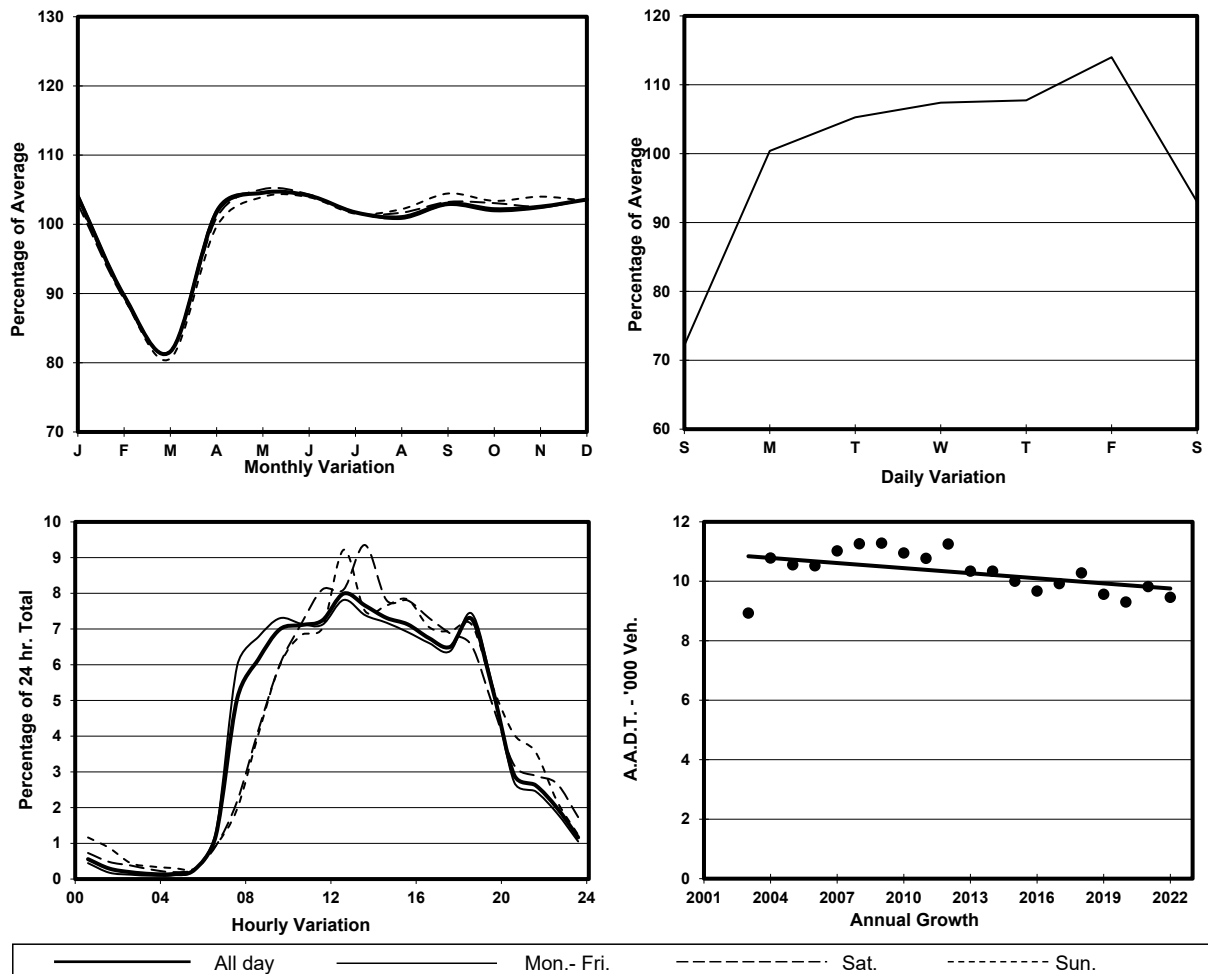 130
120
110
100
90
80
70
Percentage of Average
J F M A M J J A S O N D
Monthly Variation
120
110
100
90
80
70
60
Percentage of Average
S M T W T F S
Daily Variation
10
9
8
7
6
5
4
3
2
1
0
Percentage of 24 hr. Total
00 04 08 12 16 20 24
Hourly Variation
12
10
8
6
4
2
0
A.A.D.T. - '000 Veh.
2001 2004 2007 2010 2013 2016 2019 2022
Annual Growth
All day Mon.- Fri. Sat. Sun.